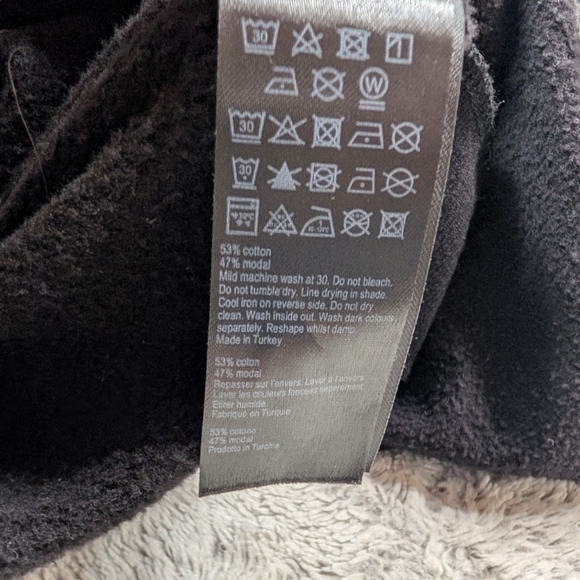 30
W
30
30
53% cotton
47% modal
Mild machine wash at 30. Do not bleach.
Do not tumble dry. Line drying in shade.
Cool iron on reverse side. Do not dry
clean. Wash inside out. Wash dark colours
separately. Reshape whilst damp.
Made in Turkey
53% coton
47% modal
Repasser sur l'envers. Laver à l'envers.
Laver les couleurs foncées séparément.
Etirer humide.
Fabriqué en Turquie
53% cotone
47% modale
Prodotto in Turchia